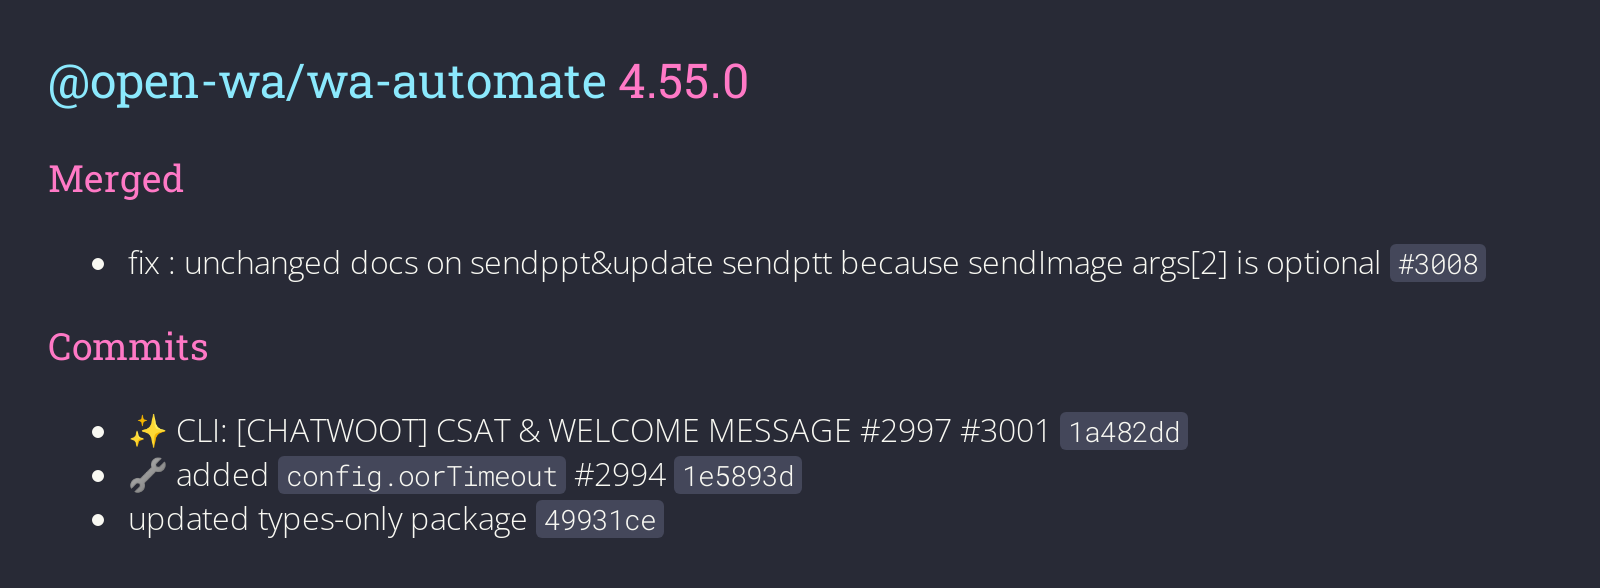 @open-wa/wa-automate 4.55.0
Merged
fix : unchanged docs on sendppt&update sendptt because sendImage args[2] is optional #3008
Commits
✨ CLI: [CHATWOOT] CSAT & WELCOME MESSAGE #2997 #3001 1a482dd
🔧 added config.oorTimeout #2994 1e5893d
updated types-only package 49931ce